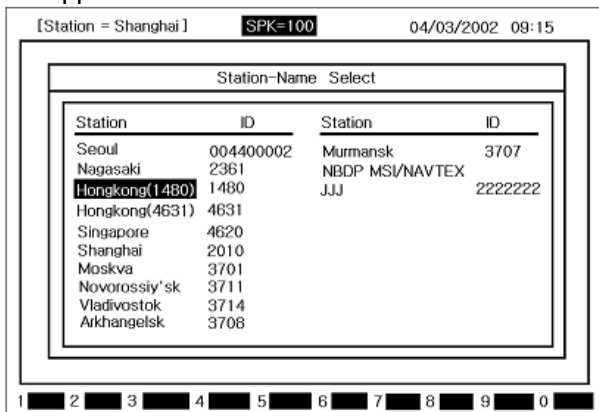 [Station = Shanghai] SPK=100 04/03/2002 09:15
Station-Name Select
Station ID Station ID
Seoul 004400002 Murmansk 3707
Nagasaki 2361 NBDP MSI/NAVTEX
Hongkong(1480) 1480 JJJ 2222222
Hongkong(4631) 4631
Singapore 4620
Shanghai 2010
Moskva 3701
Novorossiy'sk 3711
Vladivostok 3714
Arkhangelsk 3708
1 2 3 4 5 6 7 8 9 0